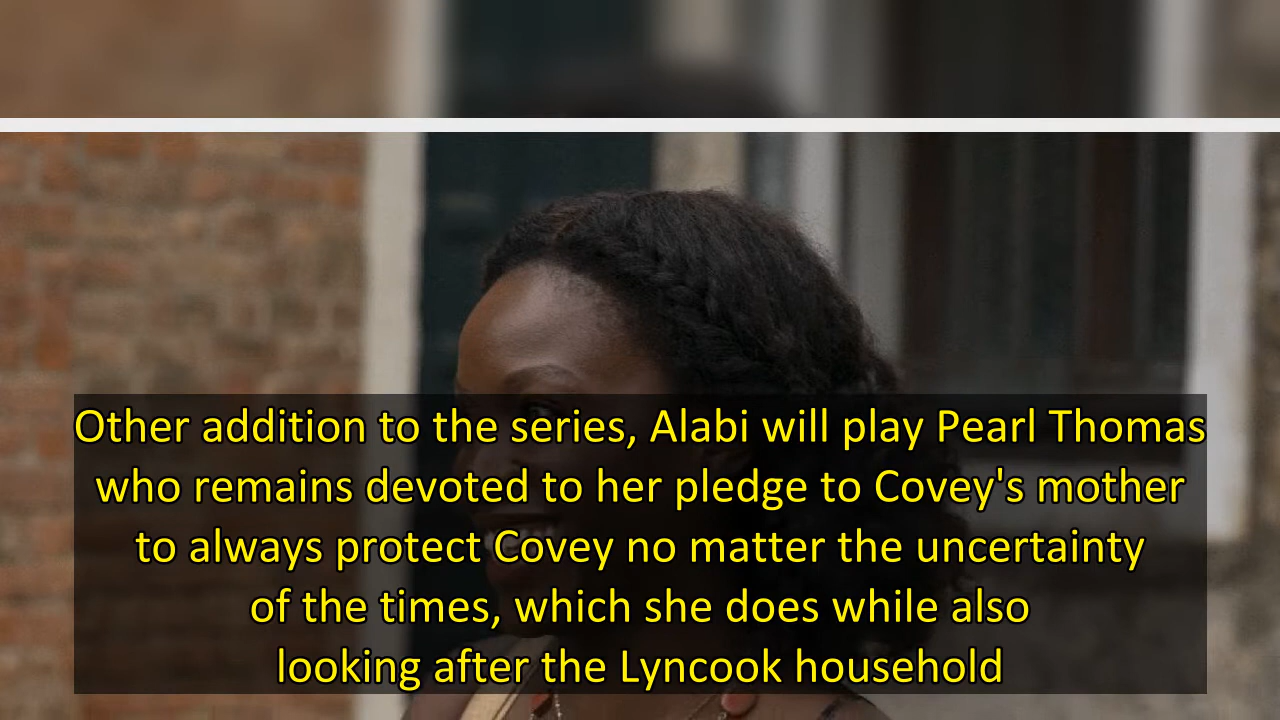 Other addition to the series, Alabi will play Pearl Thomas
who remains devoted to her pledge to Covey's mother
to always protect Covey no matter the uncertainty
of the times, which she does while also
looking after the Lyncook household